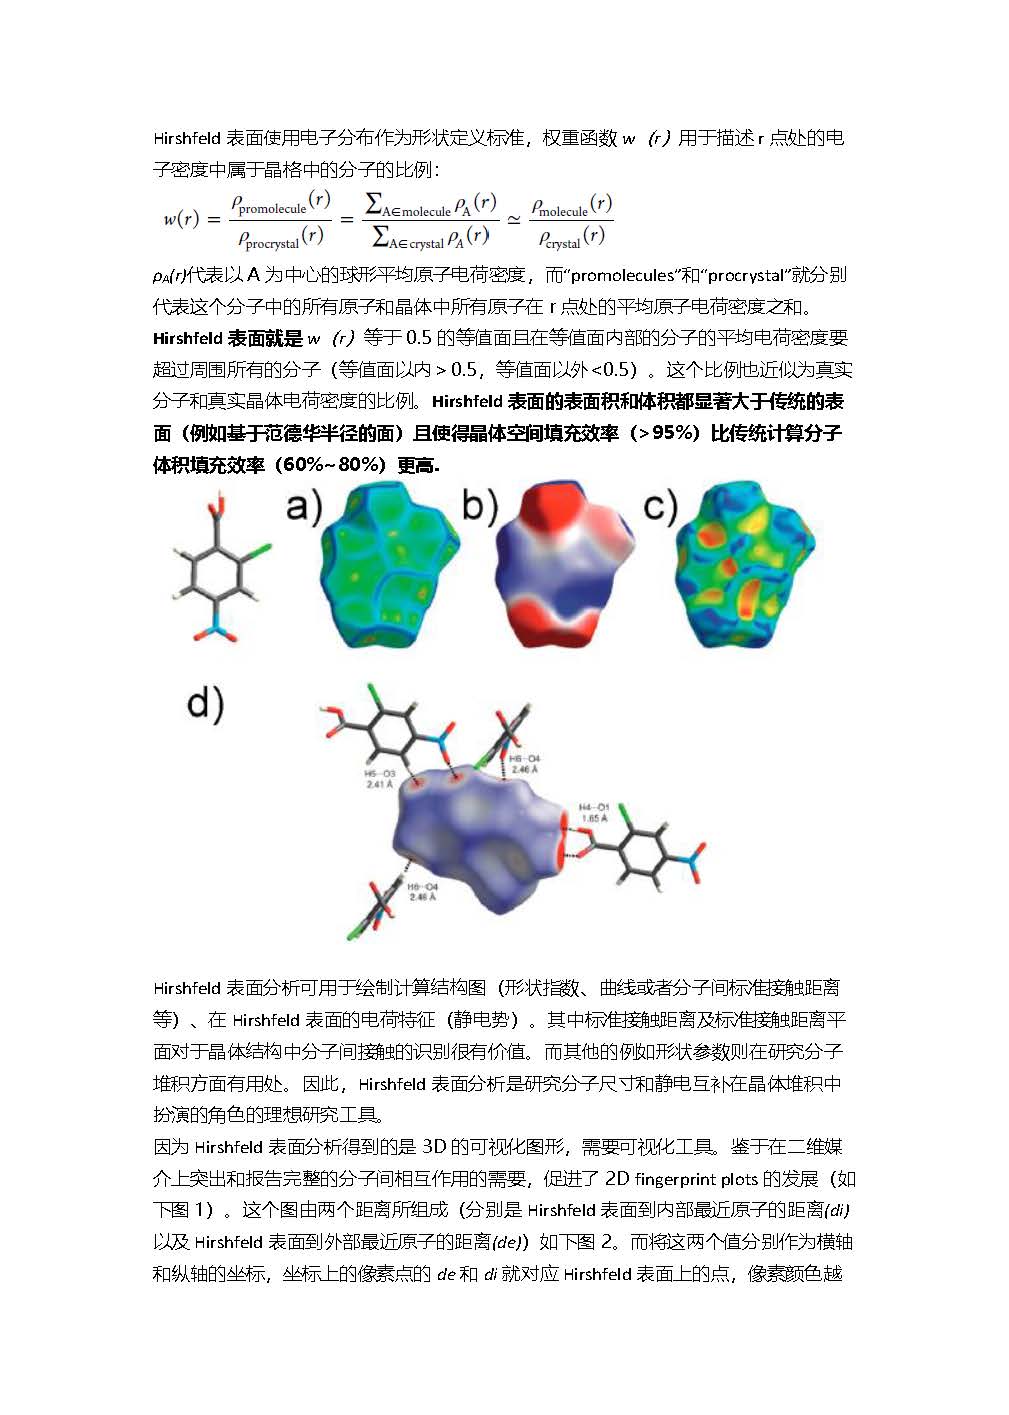 Hirshfeld 表面使用电子分布作为形状定义标准，权重函数 w（r）用于描述 r 点处的电
子密度中属于晶格中的分子的比例：
w(r) = ρpromolecule(r) / ρprocrystal(r) = ∑A∈molecule ρA(r) / ∑A∈crystal ρA(r) ≃ ρmolecule(r) / ρcrystal(r)
ρA(r)代表以 A 为中心的球形平均原子电荷密度，而“promolecules”和“procrystal”就分别
代表这个分子中的所有原子和晶体中所有原子在 r 点处的平均原子电荷密度之和。
Hirshfeld 表面就是 w（r）等于 0.5 的等值面且在等值面内部的分子的平均电荷密度要
超过周围所有的分子（等值面以内＞0.5，等值面以外<0.5）。这个比例也近似为真实
分子和真实晶体电荷密度的比例。Hirshfeld 表面的表面积和体积都显著大于传统的表
面（例如基于范德华半径的面）且使得晶体空间填充效率（>95%）比传统计算分子
体积填充效率（60%~80%）更高.
a) b) c)
d)
H5--O3
2.41 Å
H6--O4
2.46 Å
H4--O1
1.65 Å
H6--O4
2.46 Å
Hirshfeld 表面分析可用于绘制计算结构图（形状指数、曲线或者分子间标准接触距离
等）、在 Hirshfeld 表面的电荷特征（静电势）。其中标准接触距离及标准接触距离平
面对于晶体结构中分子间接触的识别很有价值。而其他的例如形状参数则在研究分子
堆积方面有用处。因此，Hirshfeld 表面分析是研究分子尺寸和静电互补在晶体堆积中
扮演的角色的理想研究工具。
因为 Hirshfeld 表面分析得到的是 3D 的可视化图形，需要可视化工具。鉴于在二维媒
介上突出和报告完整的分子间相互作用的需要，促进了 2D fingerprint plots 的发展（如
下图 1）。这个图由两个距离所组成（分别是 Hirshfeld 表面到内部最近原子的距离(di)
以及 Hirshfeld 表面到外部最近原子的距离(de)）如下图 2。而将这两个值分别作为横轴
和纵轴的坐标，坐标上的像素点的 de 和 di 就对应 Hirshfeld 表面上的点，像素颜色越